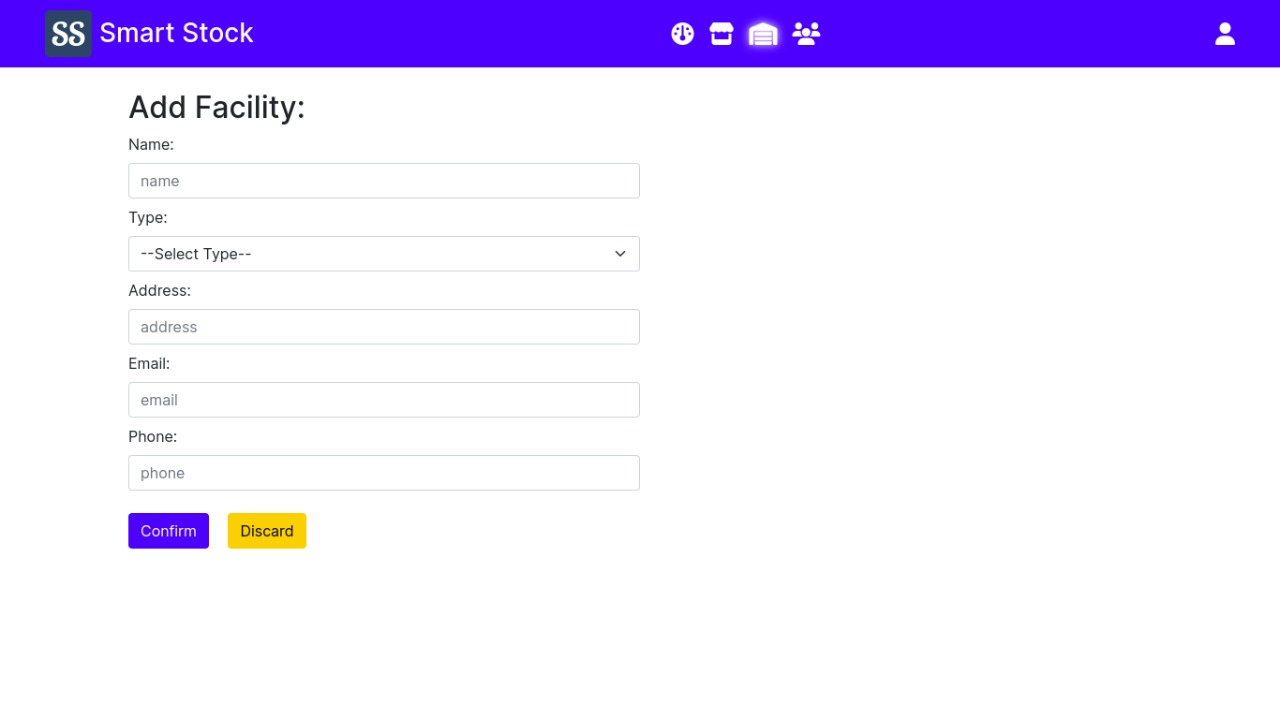 SS Smart Stock
Add Facility:
Name:
name
Type:
--Select Type--
Address:
address
Email:
email
Phone:
phone
Confirm Discard